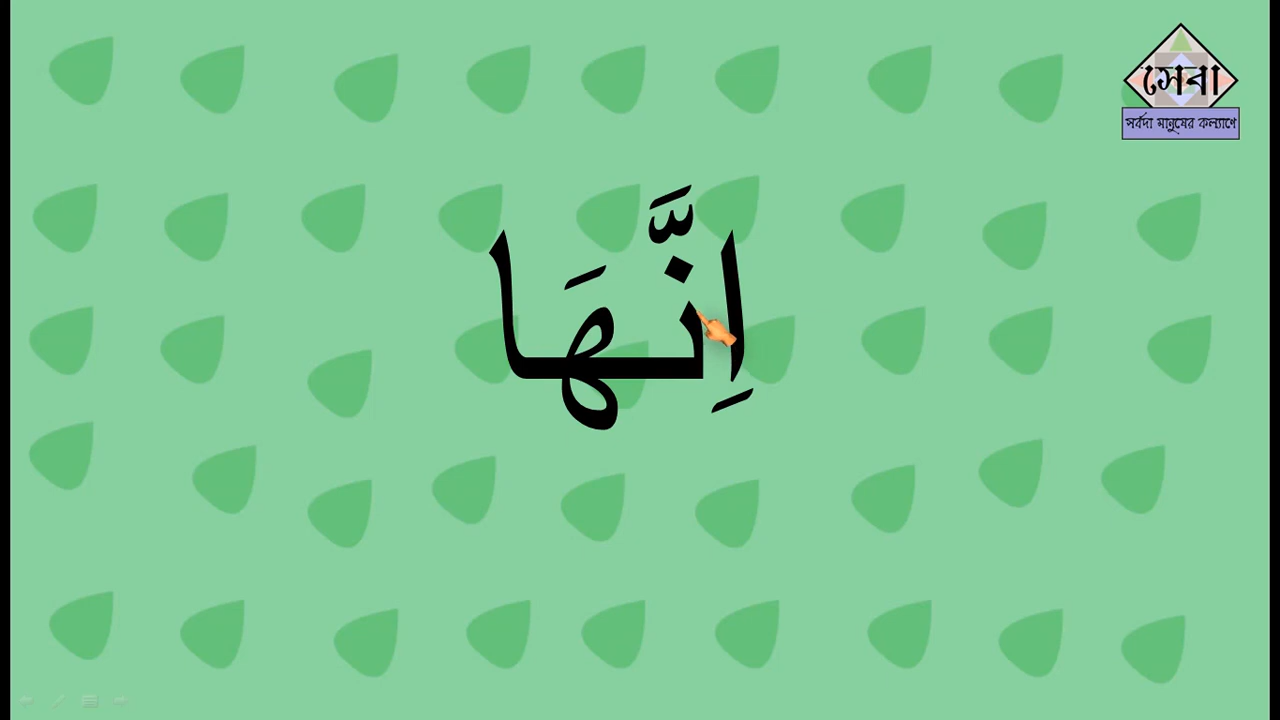 সেবা
সর্বদা মানুষের কল্যাণে
اِنَّهَا